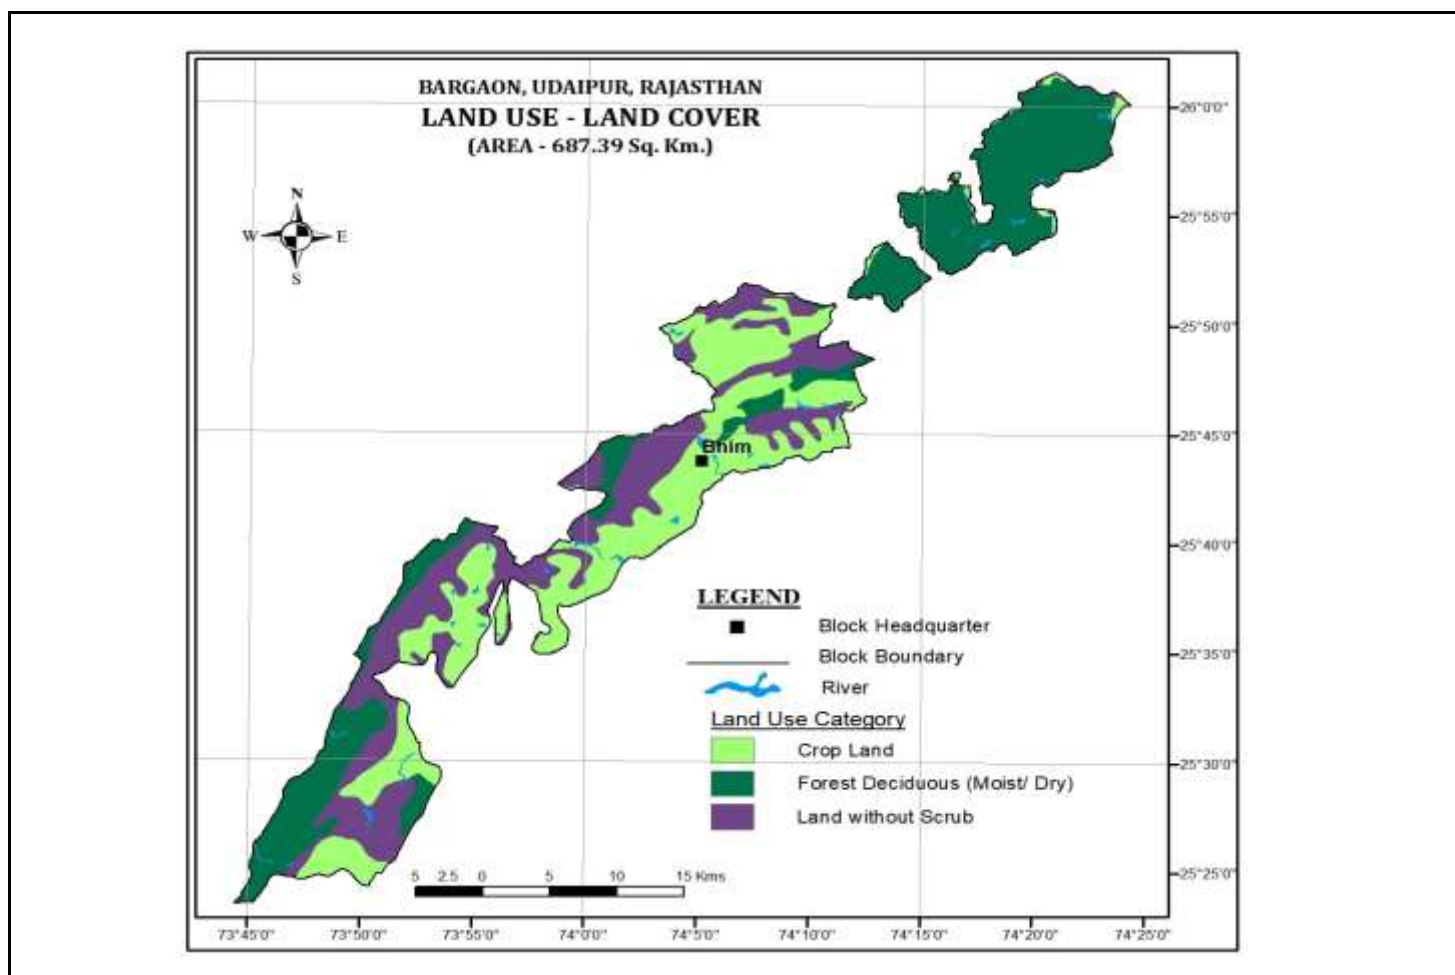 BARGAON, UDAIPUR, RAJASTHAN
LAND USE - LAND COVER
(AREA - 687.39 Sq. Km.)
N
W
E
S
26°0'0"
25°55'0"
25°50'0"
25°45'0"
25°40'0"
25°35'0"
25°30'0"
25°25'0"
Bhim
LEGEND
Block Headquarter
Block Boundary
River
Land Use Category
Crop Land
Forest Deciduous (Moist/ Dry)
Land without Scrub
5 2.5 0 5 10 15 Kms
73°45'0" 73°50'0" 73°55'0" 74°0'0" 74°5'0" 74°10'0" 74°15'0" 74°20'0" 74°25'0"